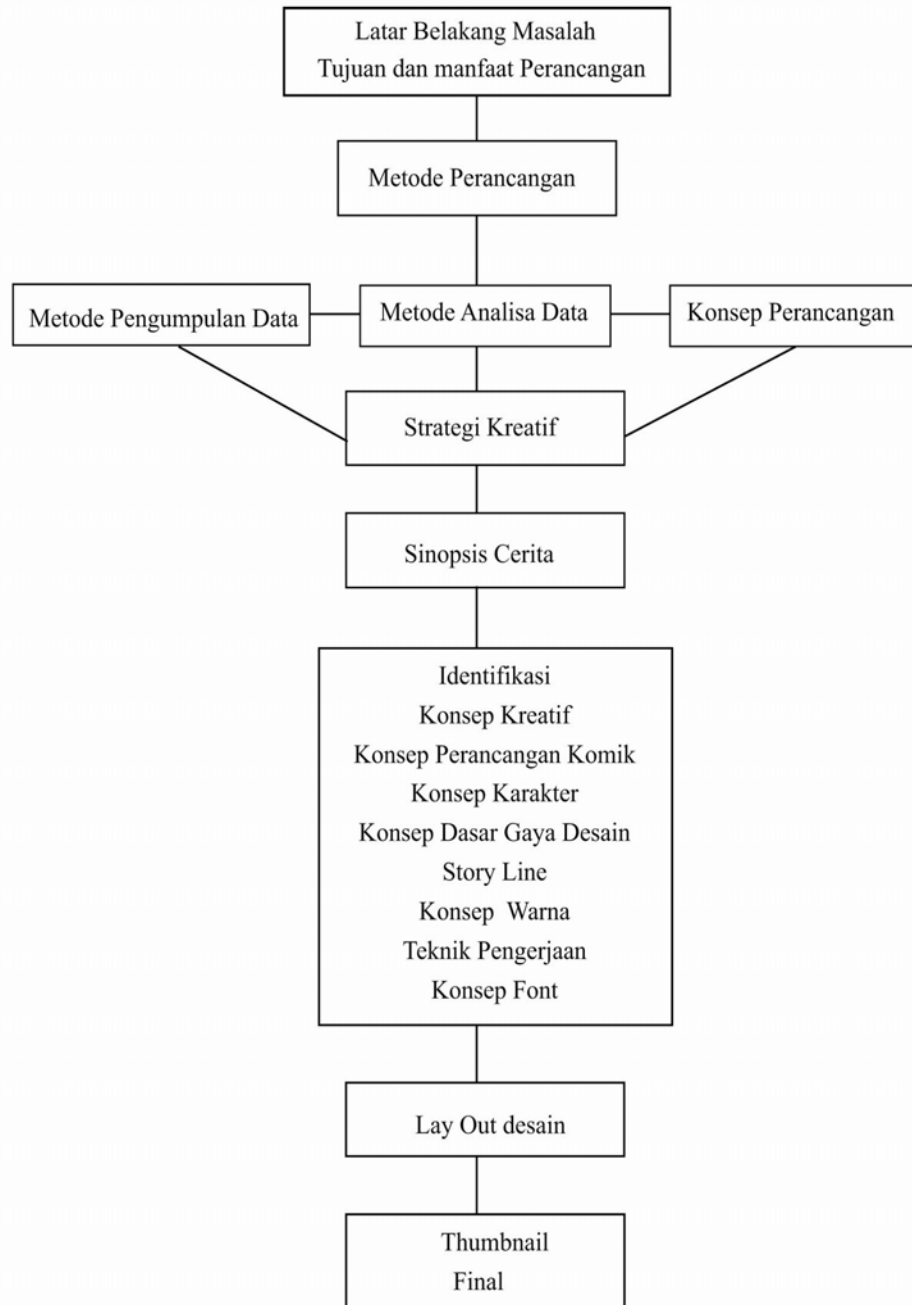 Latar Belakang Masalah
Tujuan dan manfaat Perancangan
Metode Perancangan
Metode Pengumpulan Data
Metode Analisa Data
Konsep Perancangan
Strategi Kreatif
Sinopsis Cerita
Identifikasi
Konsep Kreatif
Konsep Perancangan Komik
Konsep Karakter
Konsep Dasar Gaya Desain
Story Line
Konsep  Warna
Teknik Pengerjaan
Konsep Font
Lay Out desain
Thumbnail
Final